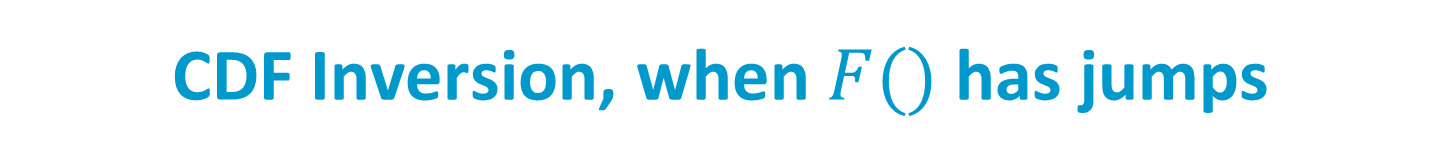 CDF Inversion, when F() has jumps